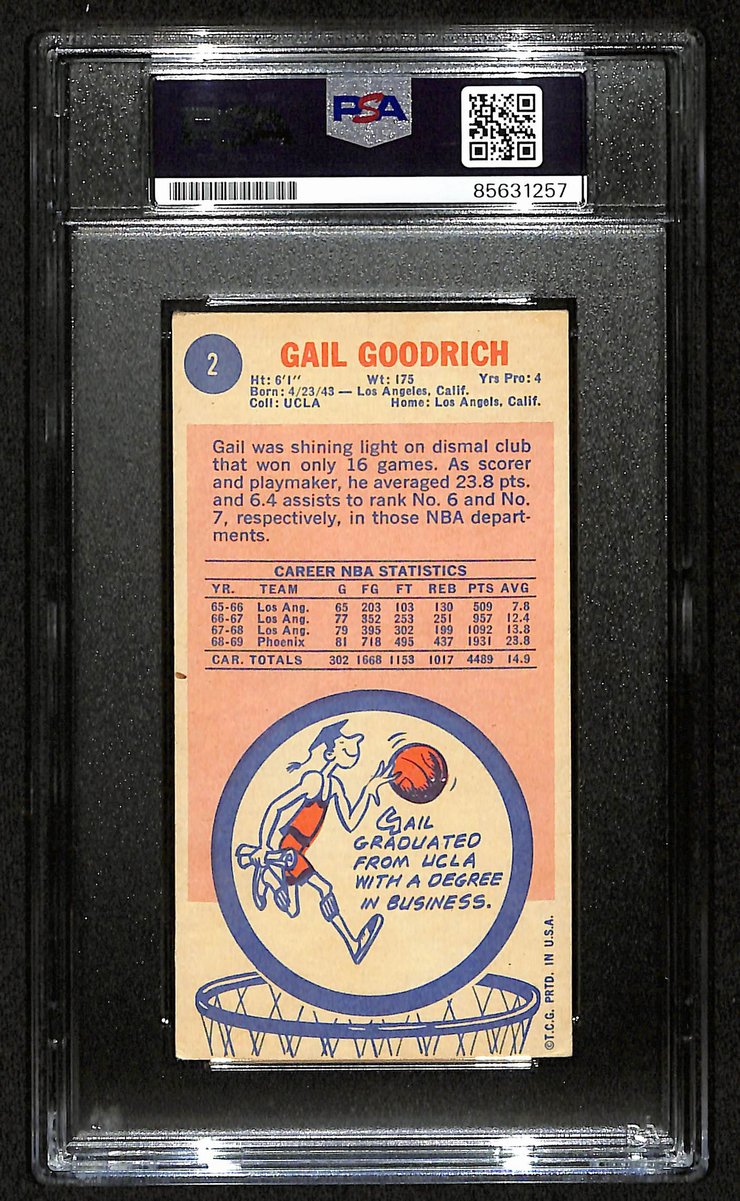 PSA
85631257
2
GAIL GOODRICH
Ht: 6'1" Wt: 175 Yrs Pro: 4
Born: 4/23/43 — Los Angeles, Calif.
Coll: UCLA Home: Los Angels, Calif.
Gail was shining light on dismal club
that won only 16 games. As scorer
and playmaker, he averaged 23.8 pts.
and 6.4 assists to rank No. 6 and No.
7, respectively, in those NBA depart-
ments.
CAREER NBA STATISTICS
YR. TEAM G FG FT REB PTS AVG
65-66 Los Ang. 65 203 103 130 509 7.8
66-67 Los Ang. 77 352 253 251 957 12.4
67-68 Los Ang. 79 395 302 199 1092 13.8
68-69 Phoenix 81 718 495 437 1931 23.8
CAR. TOTALS 302 1668 1153 1017 4489 14.9
GAIL
GRADUATED
FROM UCLA
WITH A DEGREE
IN BUSINESS.
©T.C.G. PRTD. IN U.S.A.